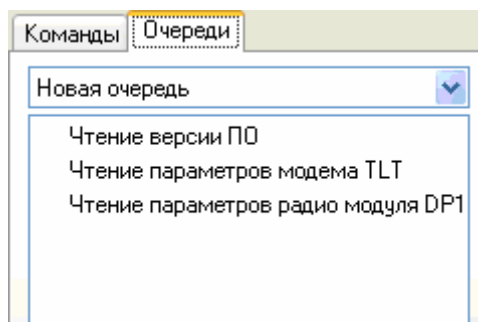 Команды Очереди
Новая очередь
Чтение версии ПО
Чтение параметров модема TLT
Чтение параметров радио модуля DP1